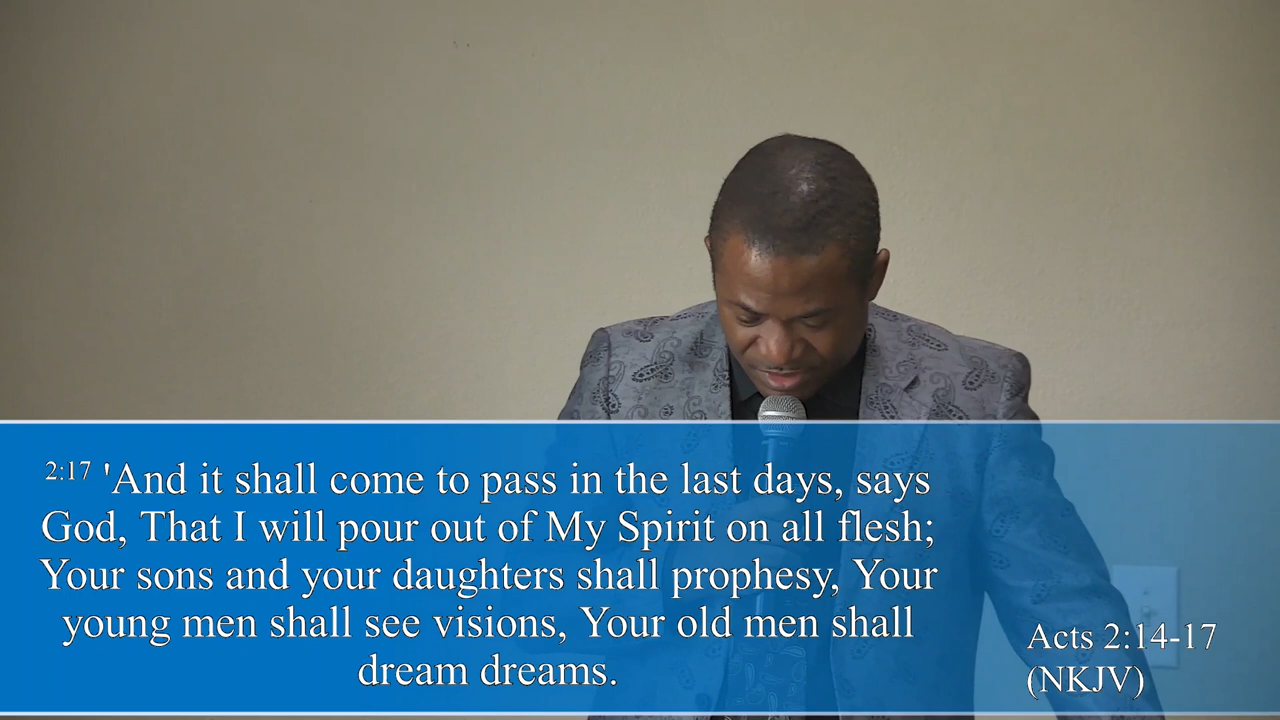 2:17 'And it shall come to pass in the last days, says
God, That I will pour out of My Spirit on all flesh;
Your sons and your daughters shall prophesy, Your
young men shall see visions, Your old men shall
dream dreams.
Acts 2:14-17
(NKJV)